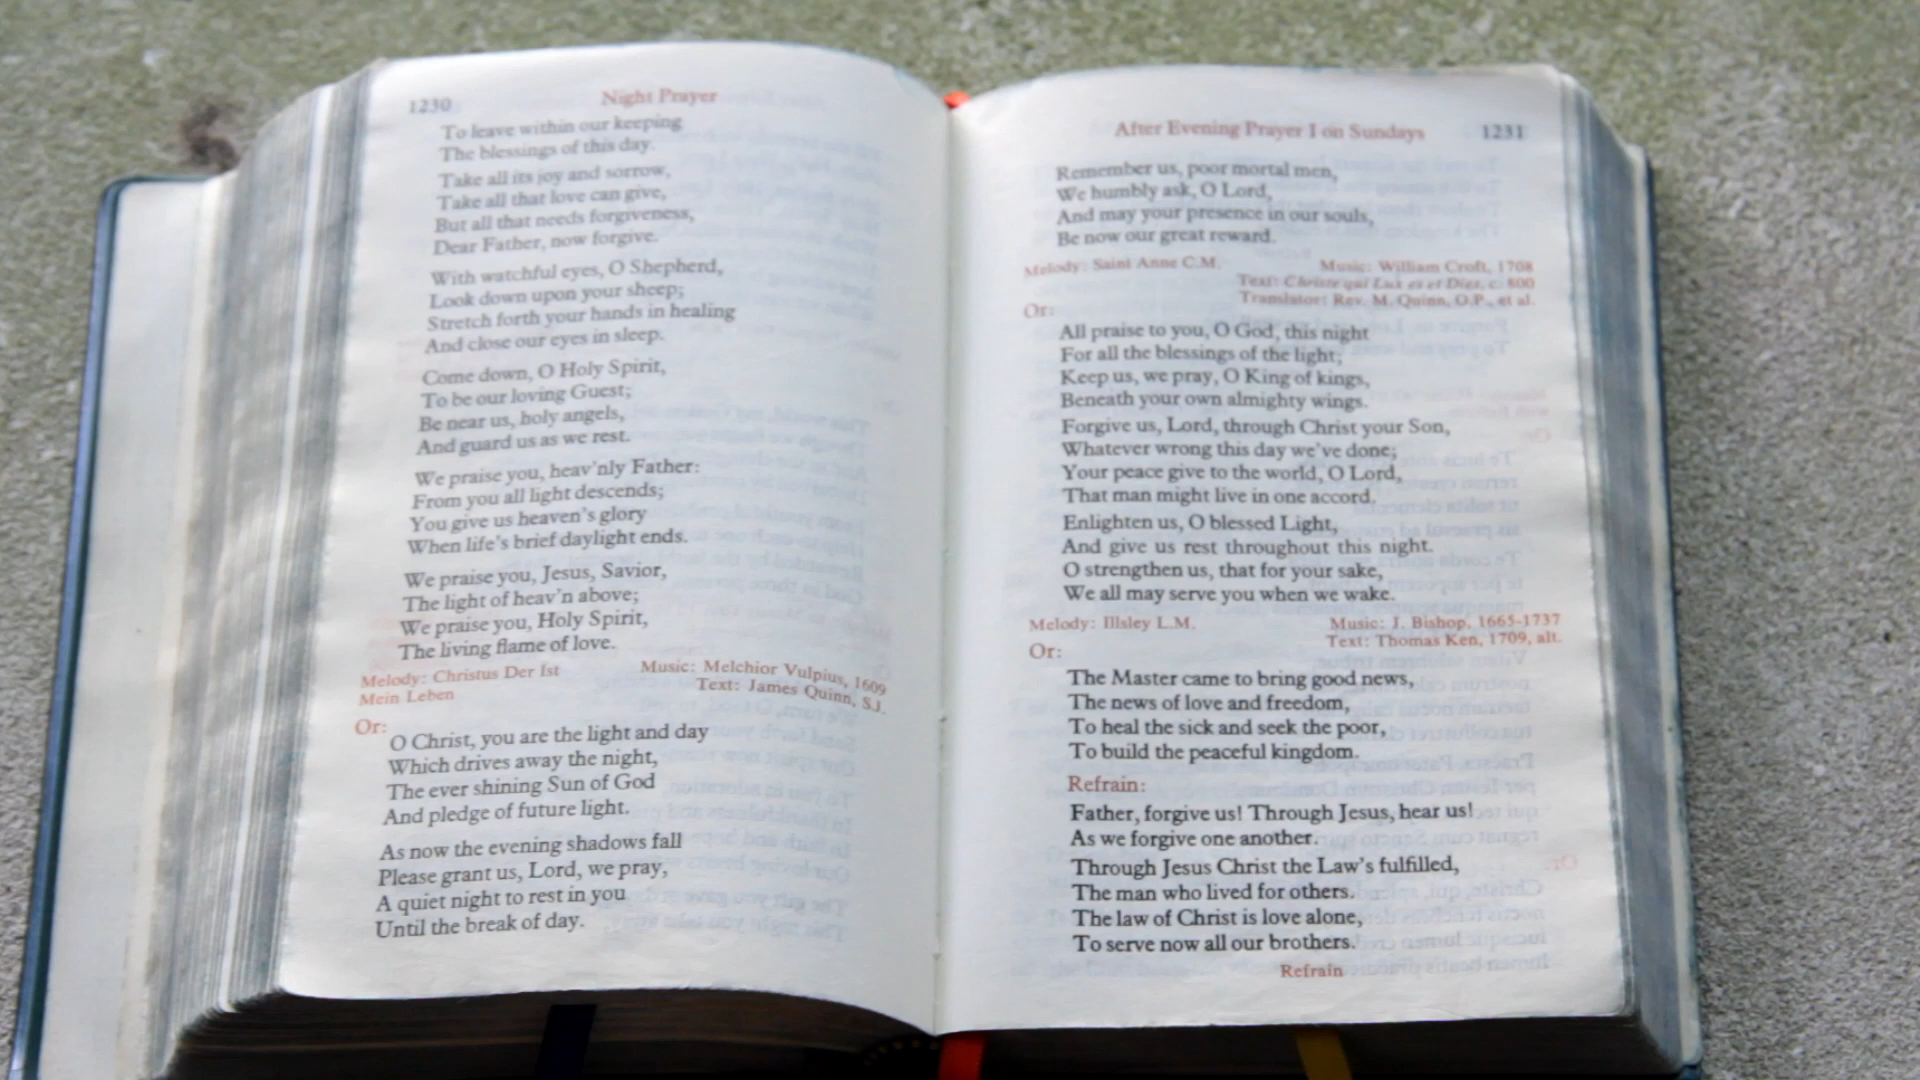 1230 Night Prayer
To leave within our keeping
The blessings of this day.
Take all its joy and sorrow,
Take all that love can give,
But all that needs forgiveness,
Dear Father, now forgive.
With watchful eyes, O Shepherd,
Look down upon your sheep;
Stretch forth your hands in healing
And close our eyes in sleep.
Come down, O Holy Spirit,
To be our loving Guest;
Be near us, holy angels,
And guard us as we rest.
We praise you, heav'nly Father:
From you all light descends;
You give us heaven's glory
When life's brief daylight ends.
We praise you, Jesus, Savior,
The light of heav'n above;
We praise you, Holy Spirit,
The living flame of love.
Melody: Christus Der Ist Music: Melchior Vulpius, 1609
Mein Leben Text: James Quinn, S.J.
Or:
O Christ, you are the light and day
Which drives away the night,
The ever shining Sun of God
And pledge of future light.
As now the evening shadows fall
Please grant us, Lord, we pray,
A quiet night to rest in you
Until the break of day.
After Evening Prayer I on Sundays 1231
Remember us, poor mortal men,
We humbly ask, O Lord,
And may your presence in our souls,
Be now our great reward.
Melody: Saint Anne C.M. Music: William Croft, 1708
Text: Christe qui Lux es et Dies, c. 800
Translator: Rev. M. Quinn, O.P., et al.
Or:
All praise to you, O God, this night
For all the blessings of the light;
Keep us, we pray, O King of kings,
Beneath your own almighty wings.
Forgive us, Lord, through Christ your Son,
Whatever wrong this day we've done;
Your peace give to the world, O Lord,
That man might live in one accord.
Enlighten us, O blessed Light,
And give us rest throughout this night.
O strengthen us, that for your sake,
We all may serve you when we wake.
Melody: Illsley L.M. Music: J. Bishop, 1665-1737
Text: Thomas Ken, 1709, alt.
Or:
The Master came to bring good news,
The news of love and freedom,
To heal the sick and seek the poor,
To build the peaceful kingdom.
Refrain:
Father, forgive us! Through Jesus, hear us!
As we forgive one another.
Through Jesus Christ the Law's fulfilled,
The man who lived for others.
The law of Christ is love alone,
To serve now all our brothers.
Refrain